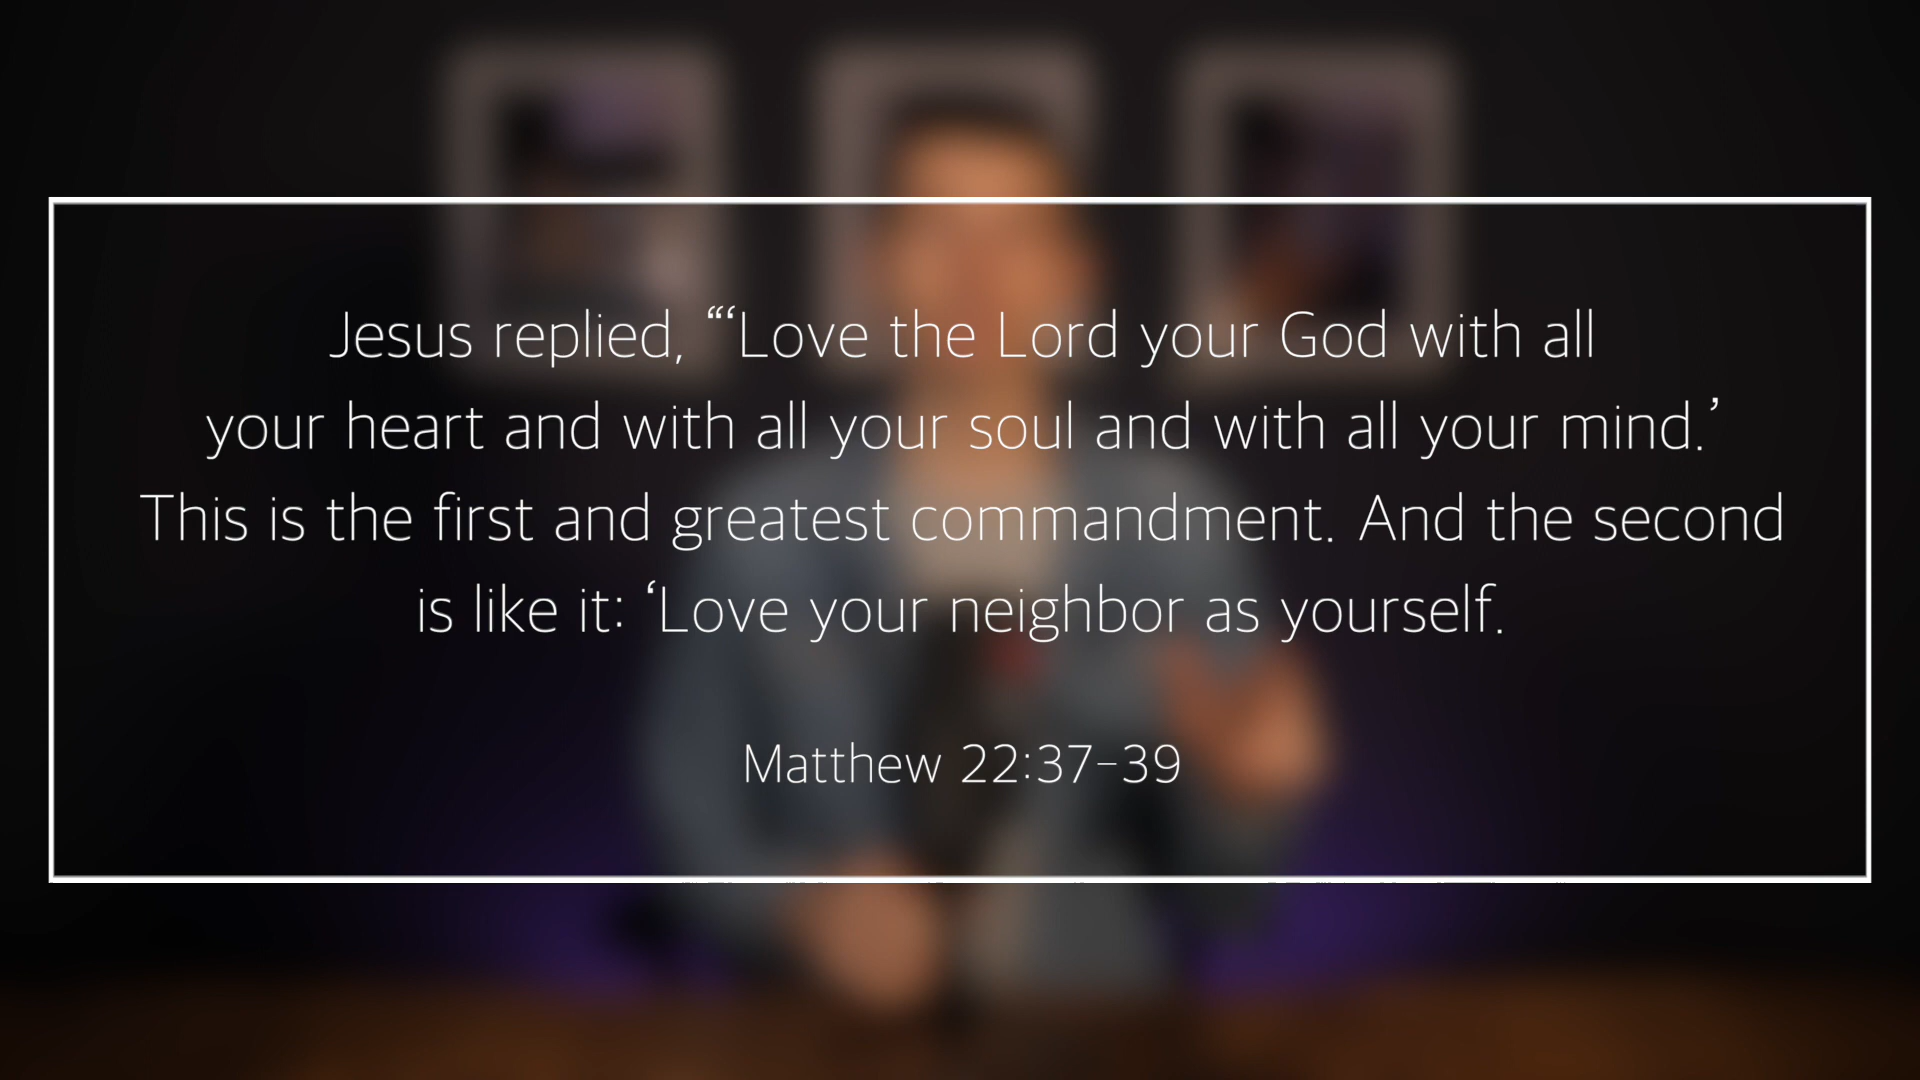 Jesus replied, “‘Love the Lord your God with all
your heart and with all your soul and with all your mind.’
This is the first and greatest commandment. And the second
is like it: ‘Love your neighbor as yourself.
Matthew 22:37–39